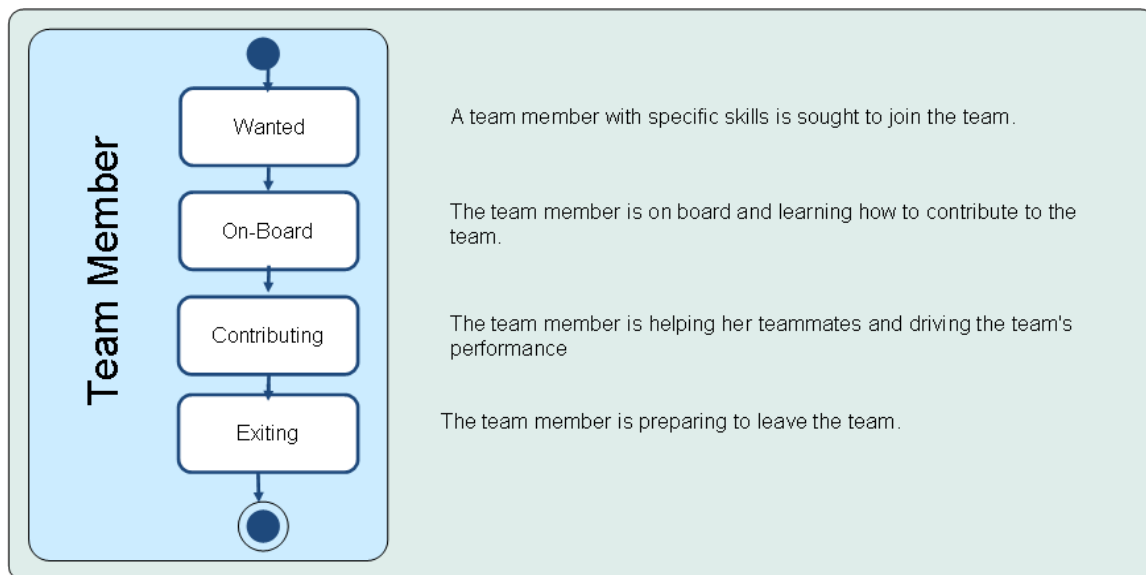 Team Member
Wanted
A team member with specific skills is sought to join the team.
On-Board
The team member is on board and learning how to contribute to the
team.
Contributing
The team member is helping her teammates and driving the team's
performance
Exiting
The team member is preparing to leave the team.